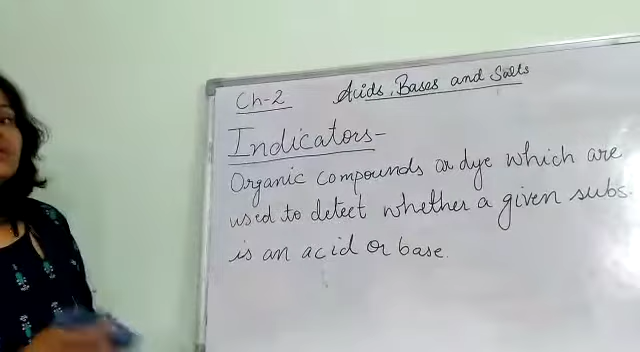 Ch-2 Acids, Bases and Salts
Indicators-
Organic compounds or dye which are
used to detect whether a given subs.
is an acid or base.